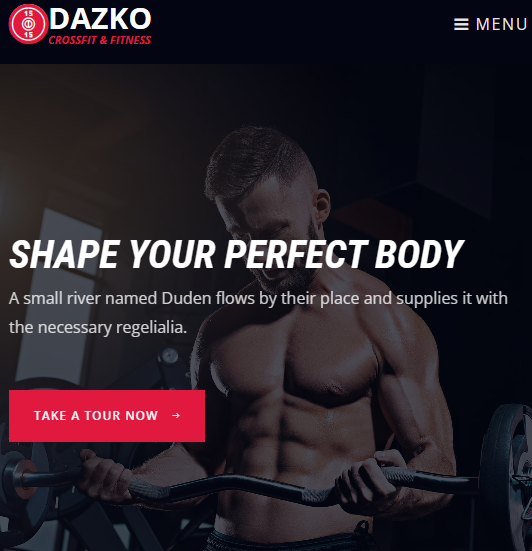 15
15
DAZKO
CROSSFIT & FITNESS
MENU
SHAPE YOUR PERFECT BODY
A small river named Duden flows by their place and supplies it with
the necessary regelialia.
TAKE A TOUR NOW →